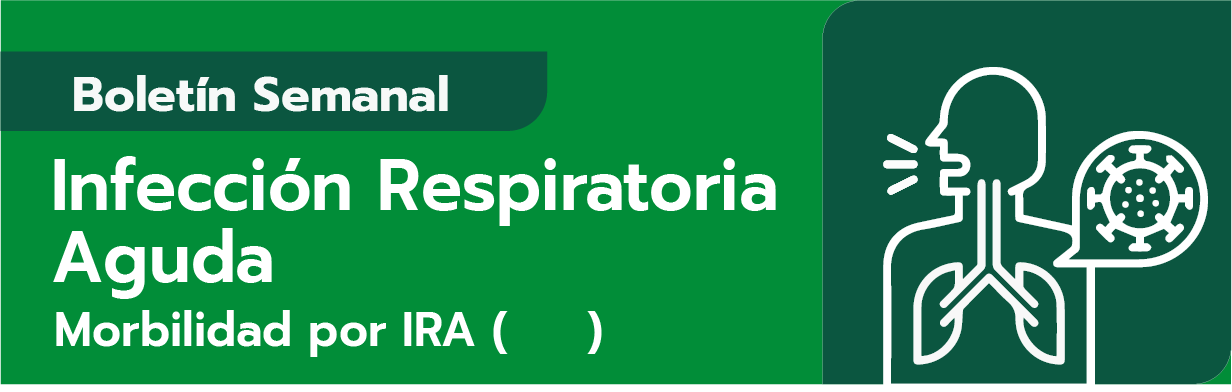 Boletín Semanal
Infección Respiratoria
Aguda
Morbilidad por IRA ( )